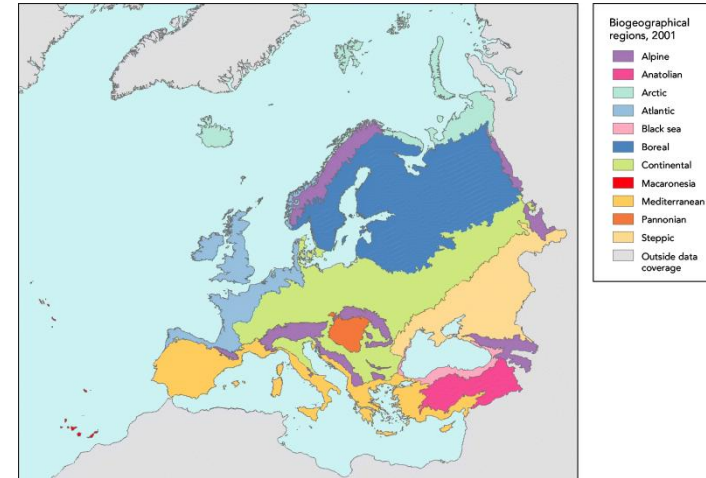 Biogeographical
regions, 2001
Alpine
Anatolian
Arctic
Atlantic
Black sea
Boreal
Continental
Macaronesia
Mediterranean
Pannonian
Steppic
Outside data
coverage